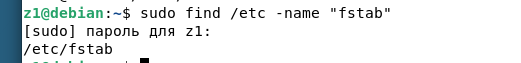 z1@debian:~$ sudo find /etc -name "fstab"
[sudo] пароль для z1:
/etc/fstab